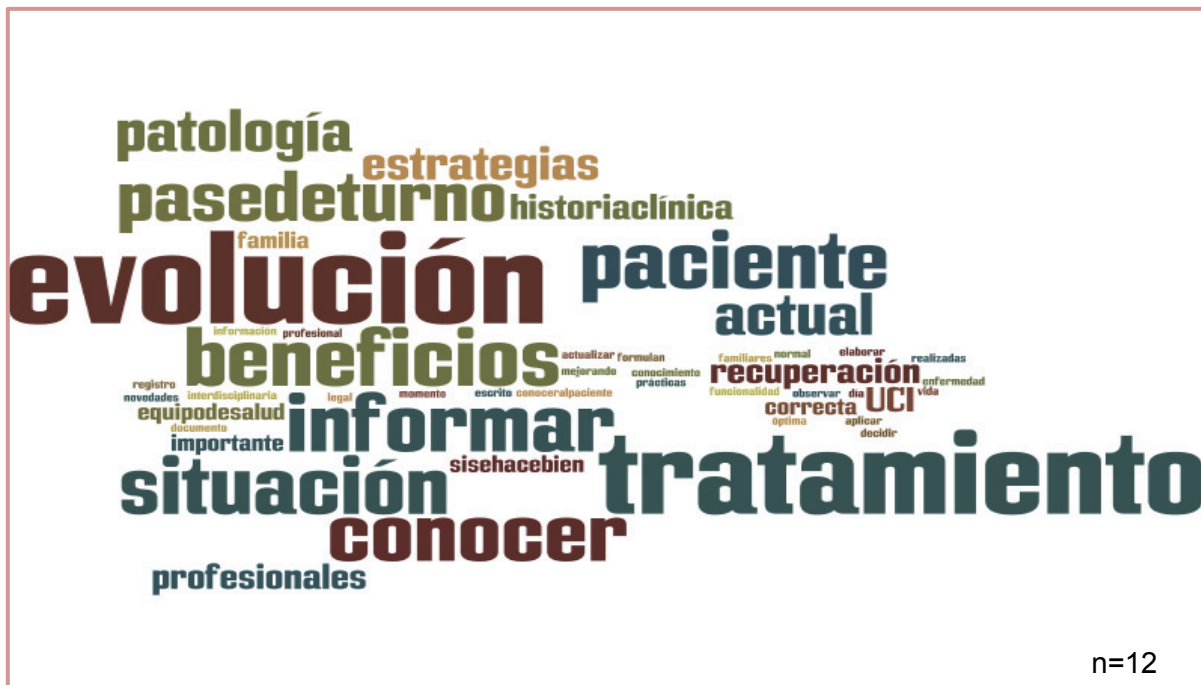 patología
estrategias
pasedeturno historiaclínica
familia
evolución paciente
actual
información profesional
beneficios actualizar formulan familiares normal elaborar realizadas
mejorando conocimiento recuperación enfermedad
registro prácticas
novedades interdisciplinaria legal momento escrito conoceralpaciente funcionalidad observar día UCI vida
equipodesalud informar correcta
documento óptima aplicar
importante decidir
situación sisehacebien tratamiento
conocer
profesionales
n=12